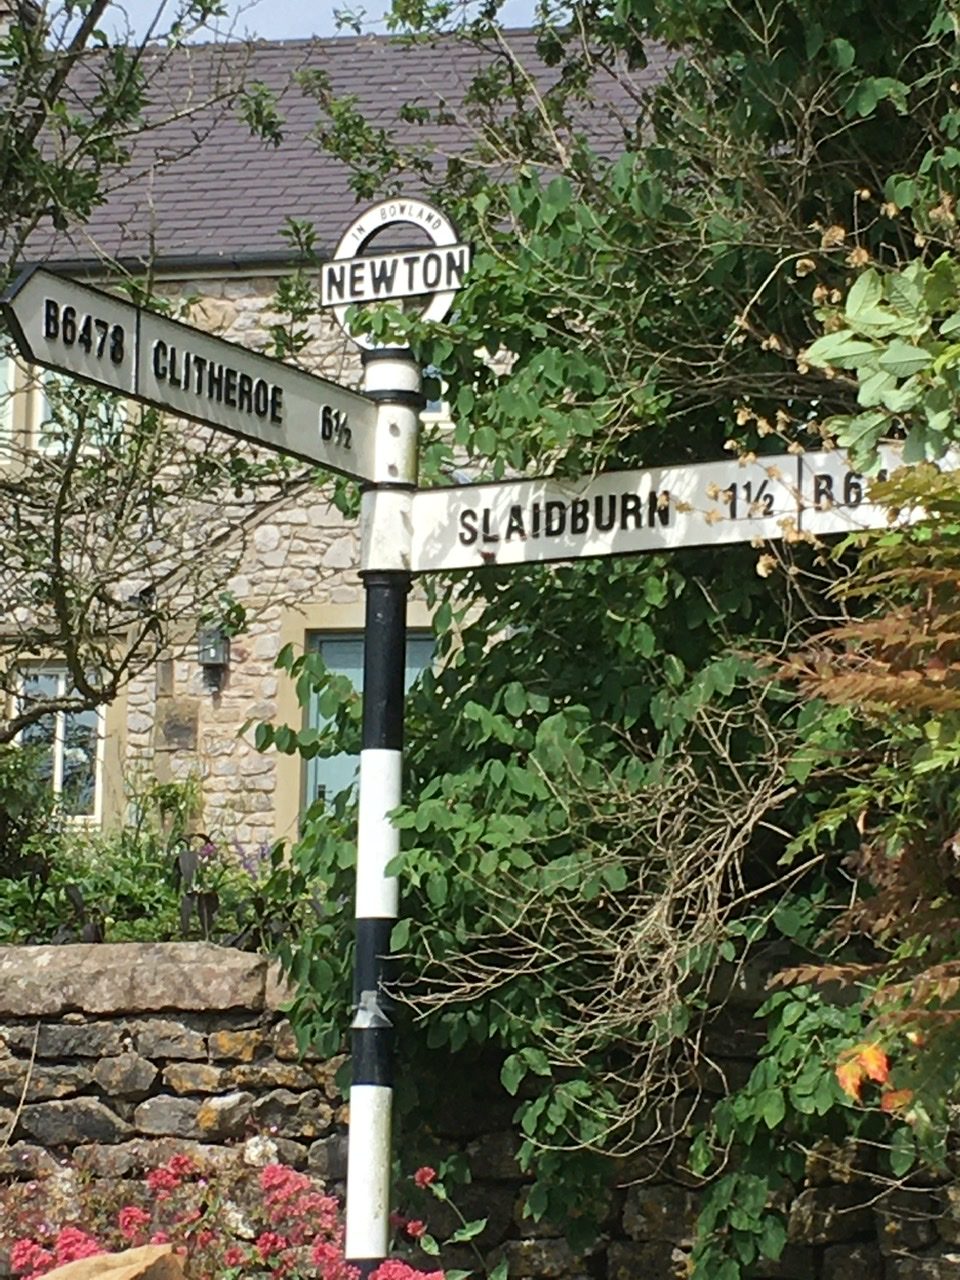 IN BOWLAND
NEWTON
B6478 CLITHEROE 6½
SLAIDBURN 1½